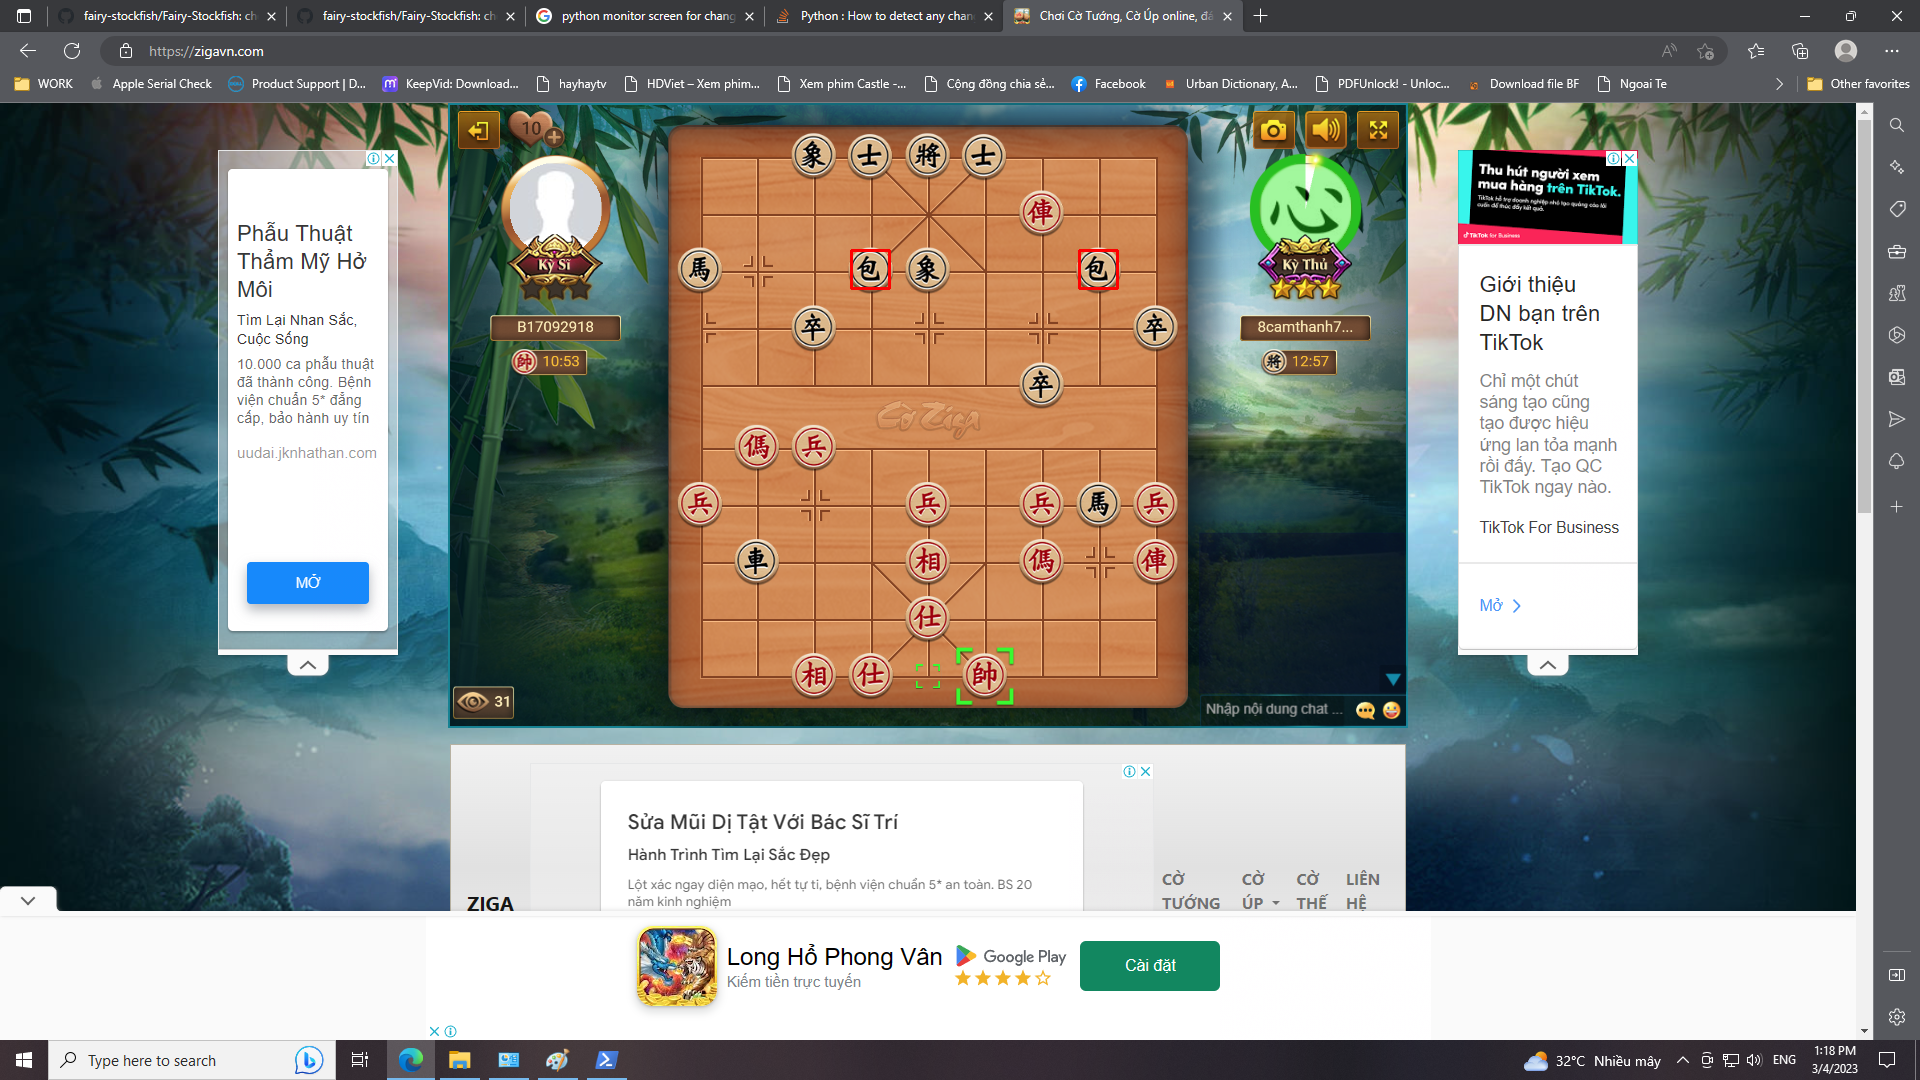 fairy-stockfish/Fairy-Stockfish: ch
fairy-stockfish/Fairy-Stockfish: ch
python monitor screen for chang
Python : How to detect any chan
Chơi Cờ Tướng, Cờ Úp online, đá
https://zigavn.com
WORK
Apple Serial Check
Product Support | D...
KeepVid: Download...
hayhaytv
HDViet – Xem phim...
Xem phim Castle -...
Cộng đồng chia sẻ...
Facebook
Urban Dictionary, A...
PDFUnlock! - Unloc...
Download file BF
Ngoai Te
Other favorites
Phẫu Thuật
Thẩm Mỹ Hở
Môi
Tìm Lại Nhan Sắc,
Cuộc Sống
10.000 ca phẫu thuật
đã thành công. Bệnh
viện chuẩn 5* đẳng
cấp, bảo hành uy tín
uudai.jknhathan.com
MỞ
10
Kỳ Sĩ
B17092918
帥 10:53
31
象 士 將 士
俥
馬 包 象 包
卒 卒
卒
Cờ Ziga
傌 兵
兵 兵 兵 馬 兵
車 相 傌 俥
仕
相 仕 帥
Kỳ Thủ
8camthanh7...
將 12:57
Nhập nội dung chat ...
Thu hút người xem
mua hàng trên TikTok.
TikTok for Business
Giới thiệu
DN bạn trên
TikTok
Chỉ một chút
sáng tạo cũng
tạo được hiệu
ứng lan tỏa mạnh
rồi đấy. Tạo QC
TikTok ngay nào.
TikTok For Business
Mở
Sửa Mũi Dị Tật Với Bác Sĩ Trí
Hành Trình Tìm Lại Sắc Đẹp
Lột xác ngay diện mạo, hết tự ti, bệnh viện chuẩn 5* an toàn. BS 20
năm kinh nghiệm
ZIGA
CỜ TƯỚNG
CỜ ÚP
CỜ THẾ
LIÊN HỆ
Long Hổ Phong Vân
Kiếm tiền trực tuyến
Google Play
Cài đặt
Type here to search
32°C Nhiều mây
ENG
1:18 PM
3/4/2023